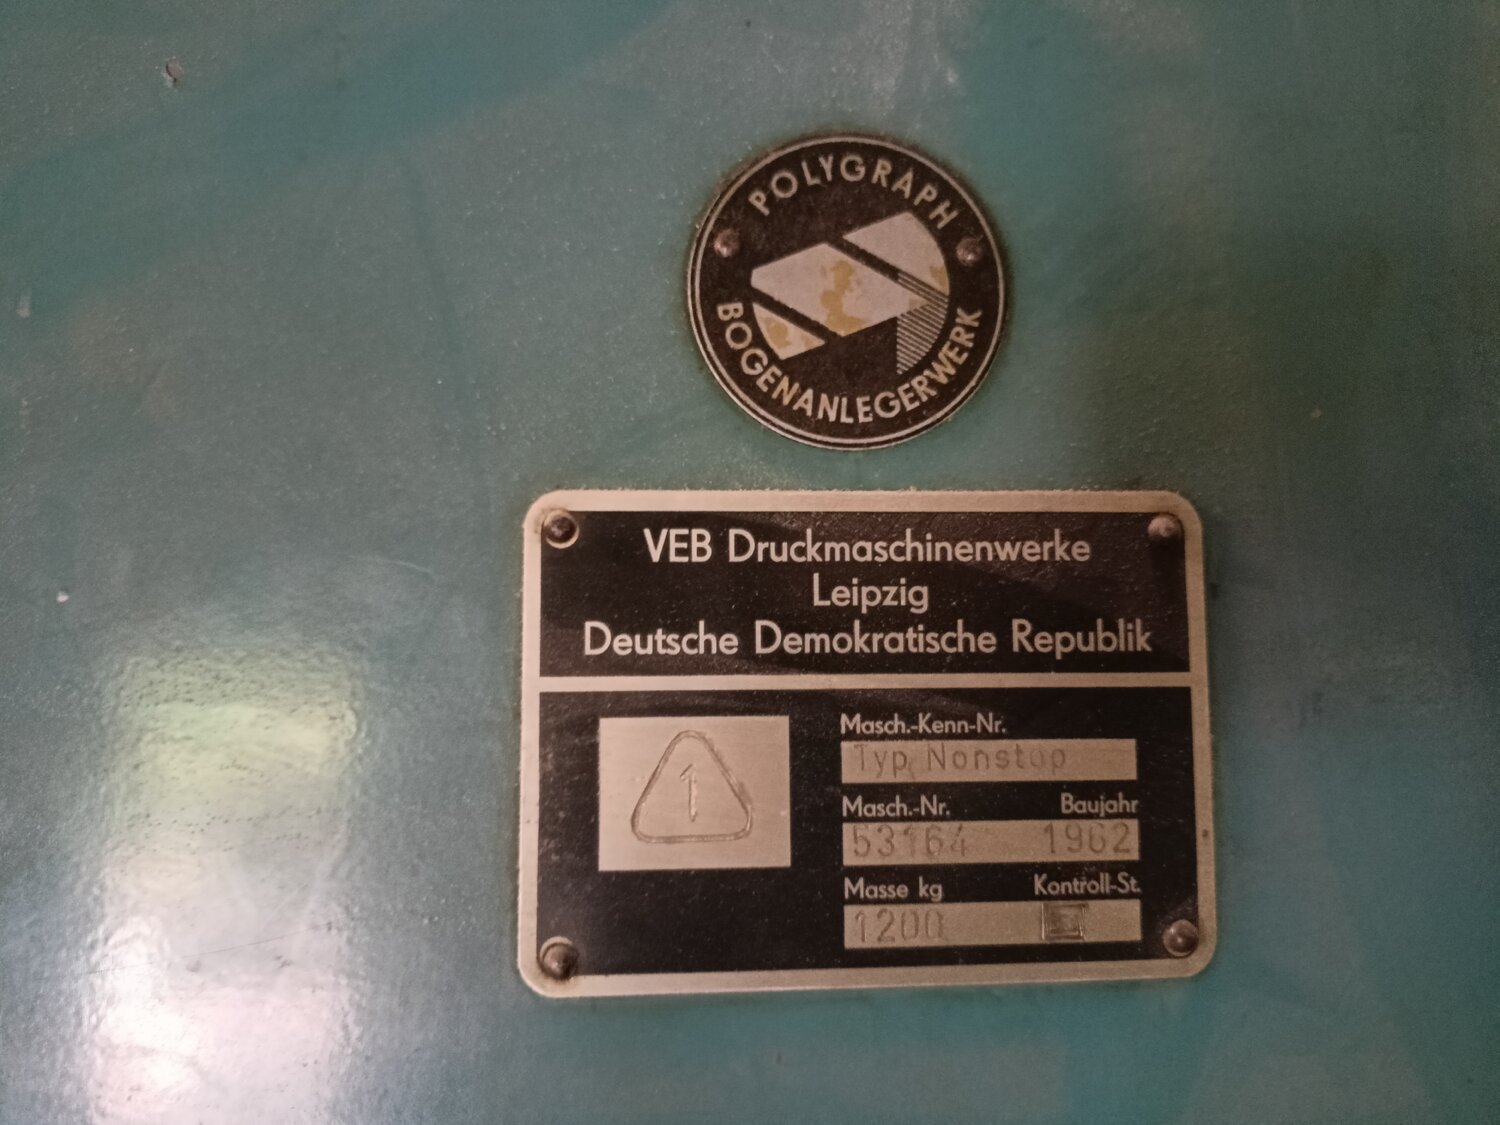 POLYGRAPH
BOGENANLEGERWERK
VEB Druckmaschinenwerke
Leipzig
Deutsche Demokratische Republik
1
Masch.-Kenn-Nr.
Typ Nonstop
Masch.-Nr. Baujahr
53164 1962
Masse kg Kontroll-St.
1200